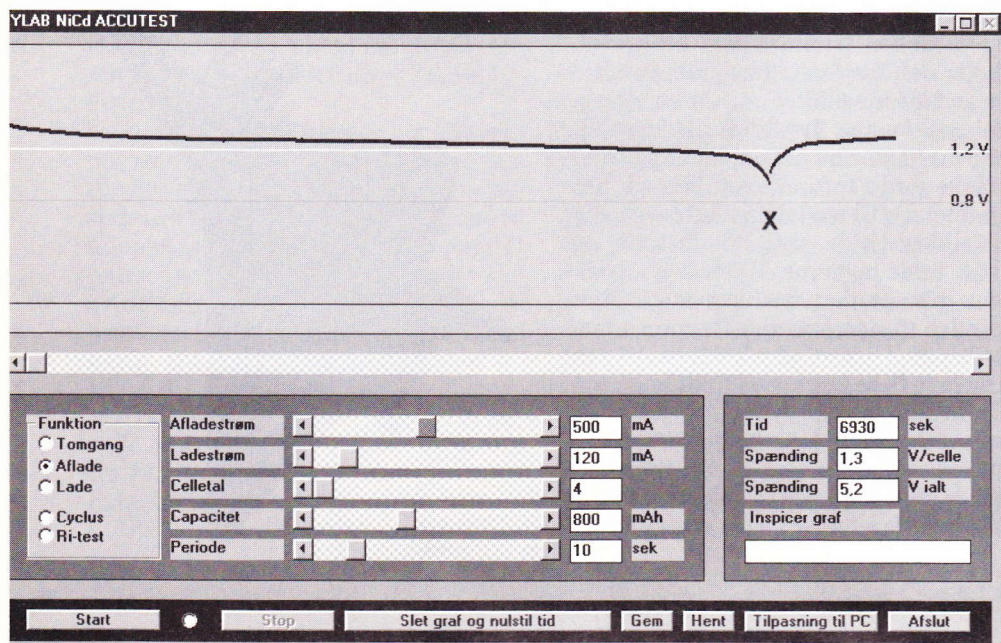 YLAB NiCd ACCUTEST
1,2 V
0,8 V
X
Funktion
Tomgang
Aflade
Lade
Cyclus
Ri-test
Afladestrøm 500 mA
Ladestrøm 120 mA
Celletal 4
Capacitet 800 mAh
Periode 10 sek
Tid 6930 sek
Spænding 1,3 V/celle
Spænding 5,2 V ialt
Inspicer graf
Start Stop Slet graf og nulstil tid Gem Hent Tilpasning til PC Afslut